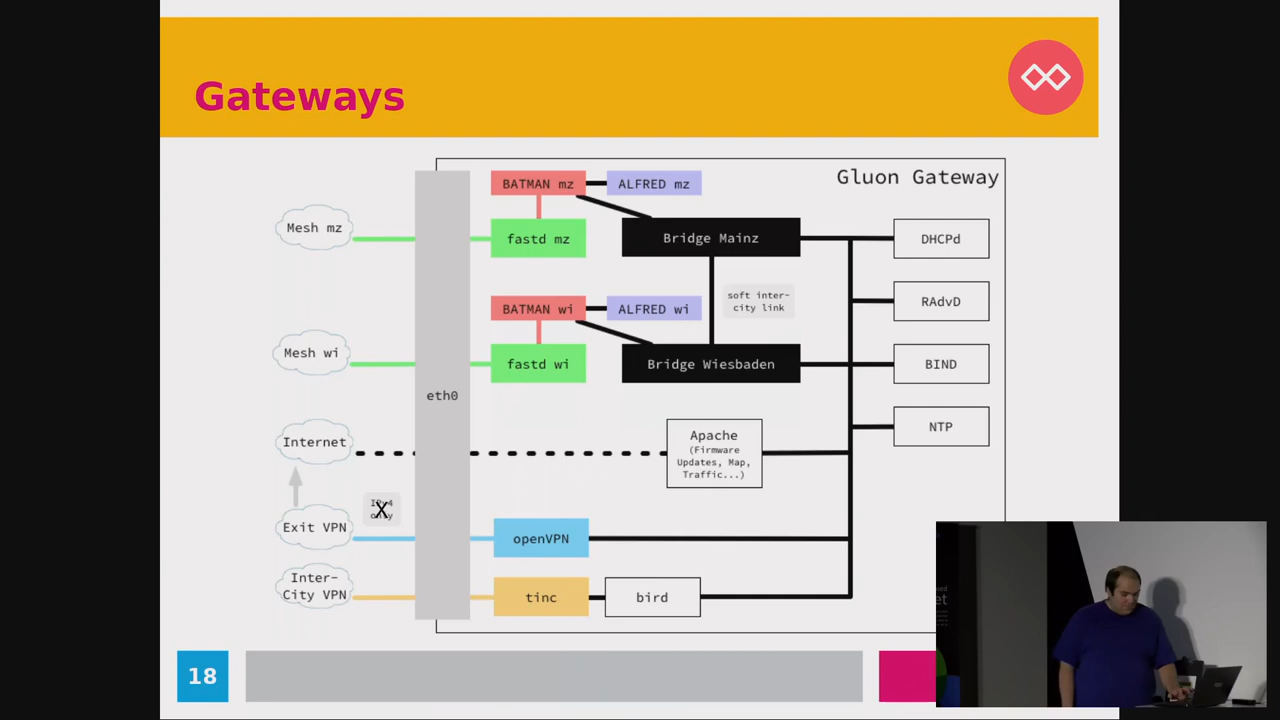 Gateways
Gluon Gateway
BATMAN mz
ALFRED mz
Mesh mz
fastd mz
Bridge Mainz
DHCPd
soft inter-
city link
RAdvD
BATMAN wi
ALFRED wi
Mesh wi
fastd wi
Bridge Wiesbaden
BIND
eth0
Internet
Apache
(Firmware
Updates, Map,
Traffic...)
NTP
X
Exit VPN
openVPN
Inter-
City VPN
tinc
bird
18